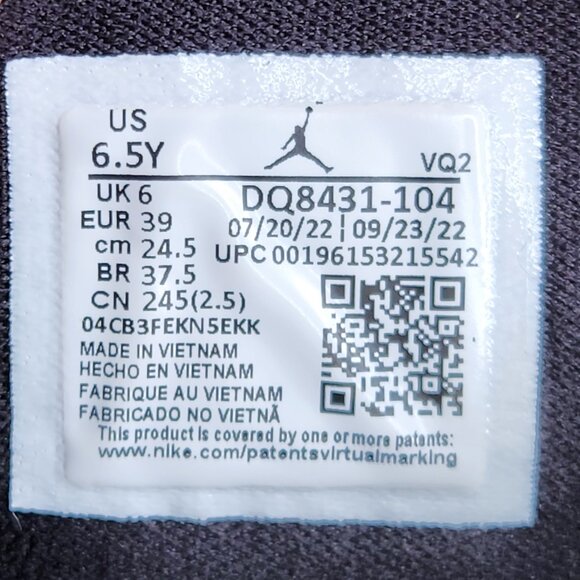 US
6.5Y
VQ2
UK 6
DQ8431-104
EUR 39
07/20/22 | 09/23/22
cm 24.5
UPC 00196153215542
BR 37.5
CN 245(2.5)
04CB3FEKN5EKK
MADE IN VIETNAM
HECHO EN VIETNAM
FABRIQUE AU VIETNAM
FABRICADO NO VIETNÃ
This product is covered by one or more patents:
www.nike.com/patentsvirtualmarking